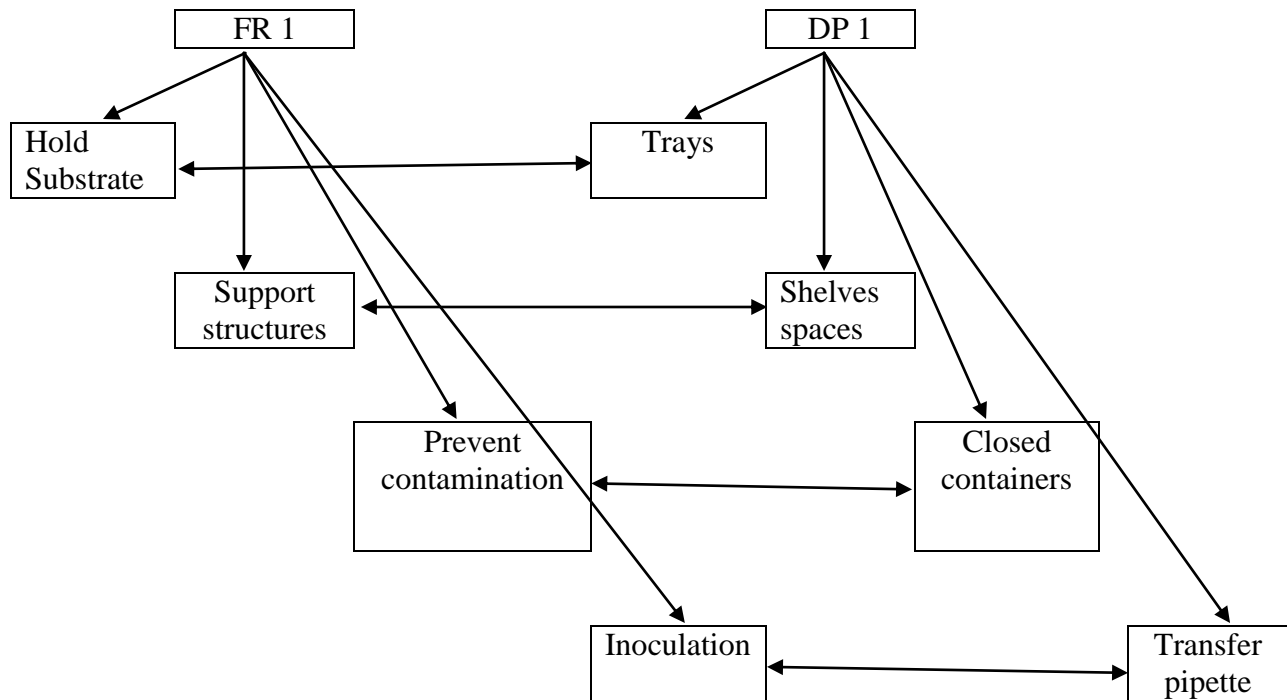 FR 1
DP 1
Hold
Substrate
Trays
Support
structures
Shelves
spaces
Prevent
contamination
Closed
containers
Inoculation
Transfer
pipette